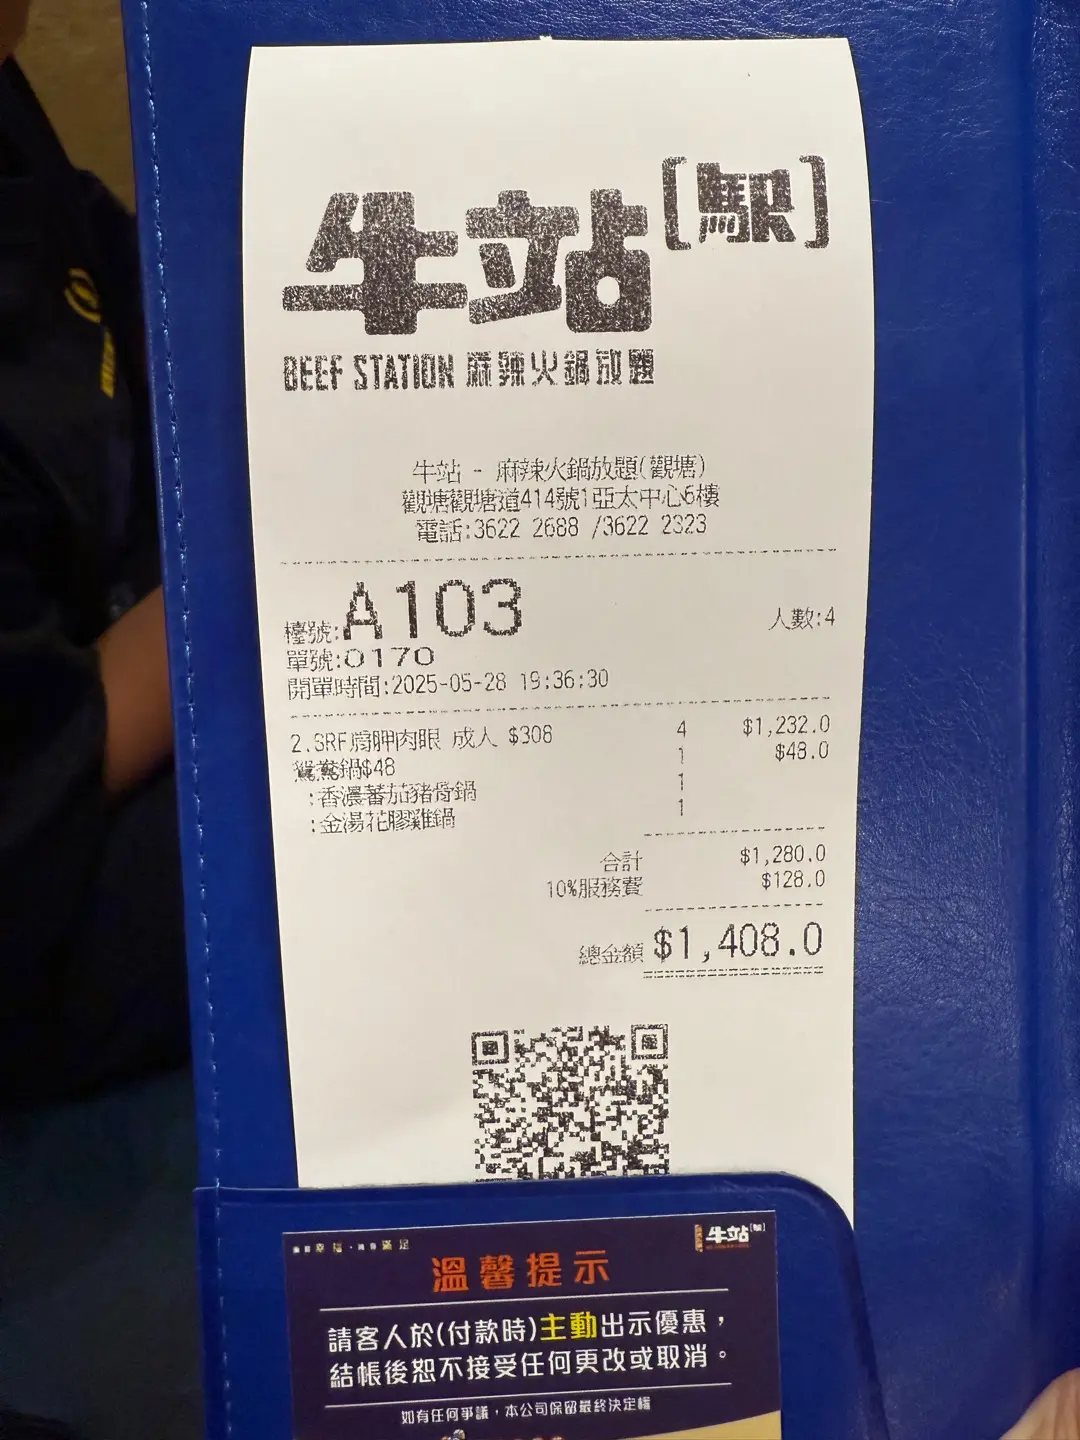 牛站[駅]
BEEF STATION 麻辣火鍋放題
牛站 - 麻辣火鍋放題(觀塘)
觀塘觀塘道414號1亞太中心6樓
電話:3622 2688 /3622 2323
檯號:A103 人數:4
單號:0170
開單時間:2025-05-28 19:36:30
2.SRF肩胛肉眼 成人 $308 4 $1,232.0
鴛鴦鍋$48 1 $48.0
:香濃蕃茄豬骨鍋 1
:金湯花膠雞鍋 1
合計 $1,280.0
10%服務費 $128.0
總金額 $1,408.0
牛站[駅]
溫馨提示
請客人於(付款時)主動出示優惠，
結帳後恕不接受任何更改或取消。
如有任何爭議，本公司保留最終決定權